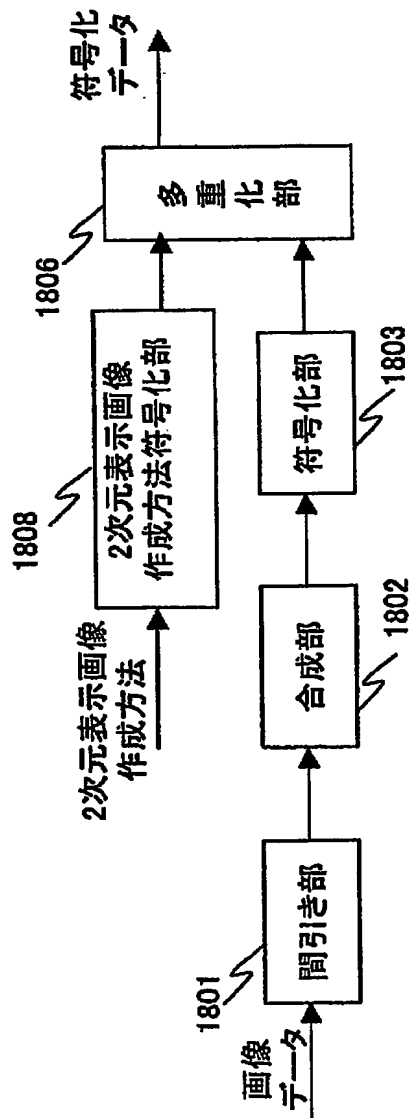 2次元表示画像
作成方法
1808
2次元表示画像
作成方法符号化部
1806
多重化部
符号化
データ
画像
データ
1801
間引き部
合成部
1802
符号化部
1803